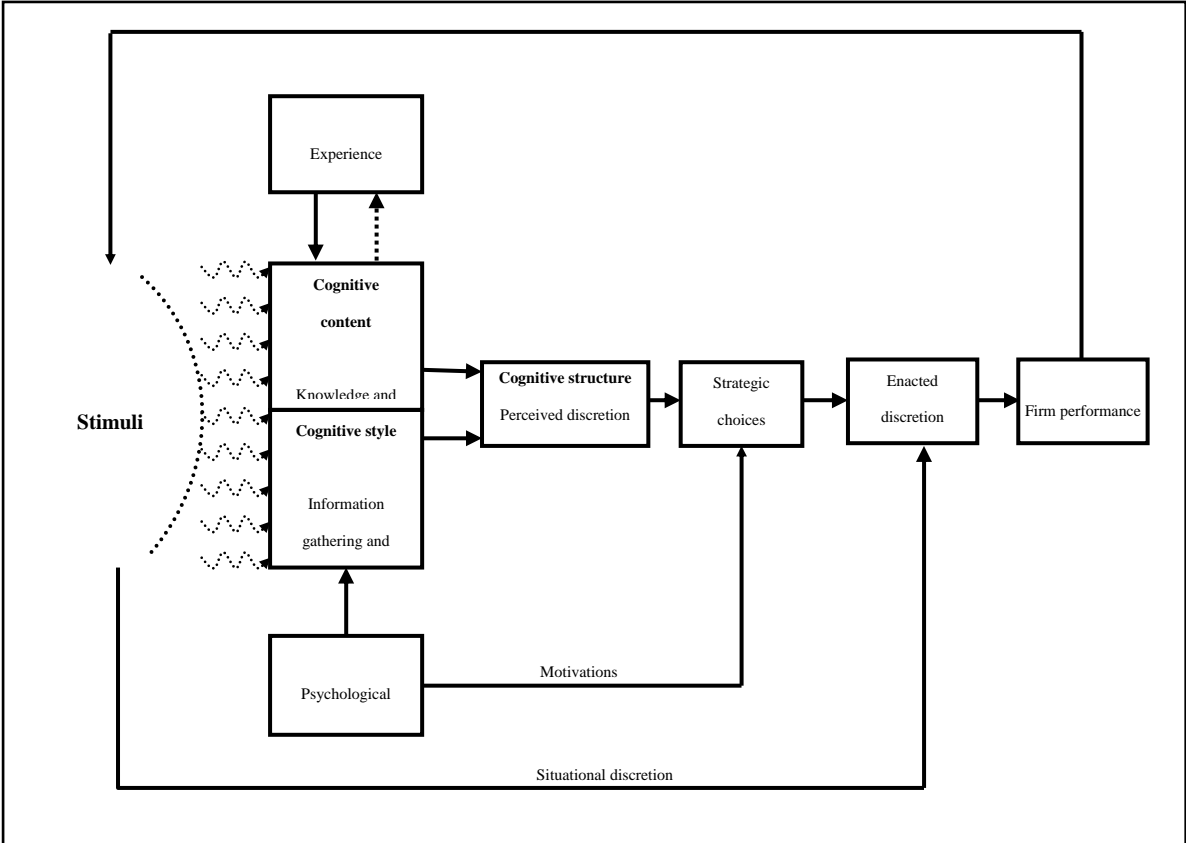 Experience
Cognitive
content
Knowledge and
Stimuli
Cognitive style
Information
gathering and
Psychological
Cognitive structure
Perceived discretion
Strategic
choices
Enacted
discretion
Firm performance
Motivations
Situational discretion